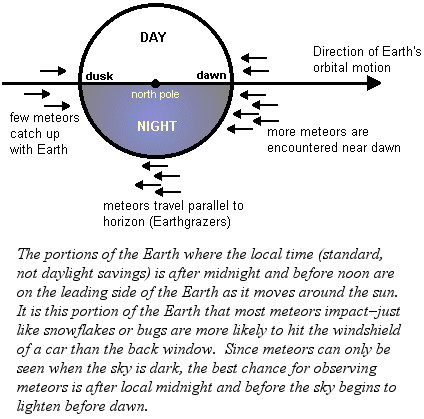 DAY
Direction of Earth's
orbital motion
dusk
dawn
north pole
NIGHT
few meteors
catch up
with Earth
more meteors are
encountered near dawn
meteors travel parallel to
horizon (Earthgrazers)
The portions of the Earth where the local time (standard,
not daylight savings) is after midnight and before noon are
on the leading side of the Earth as it moves around the sun.
It is this portion of the Earth that most meteors impact–just
like snowflakes or bugs are more likely to hit the windshield
of a car than the back window.  Since meteors can only be
seen when the sky is dark, the best chance for observing
meteors is after local midnight and before the sky begins to
lighten before dawn.